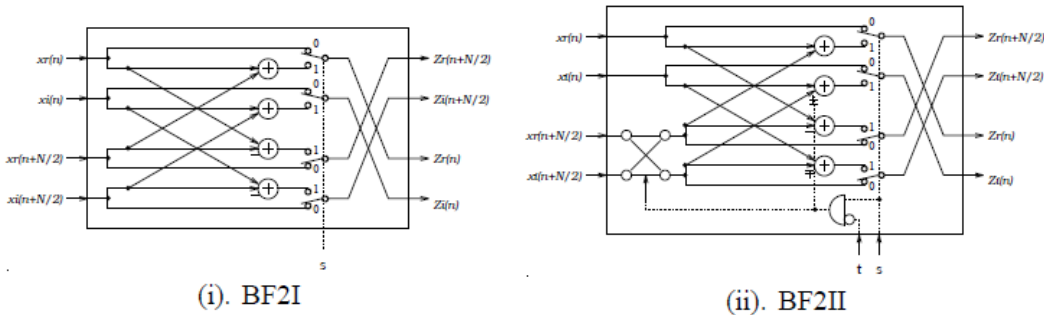 xr(n)
xi(n)
xr(n+N/2)
xi(n+N/2)
0
1
0
1
1
0
1
0
Zr(n+N/2)
Zi(n+N/2)
Zr(n)
Zi(n)
s
(i). BF2I
xr(n)
xi(n)
xr(n+N/2)
xi(n+N/2)
0
1
0
1
1
0
1
0
Zr(n+N/2)
Zi(n+N/2)
Zr(n)
Zi(n)
t s
(ii). BF2II